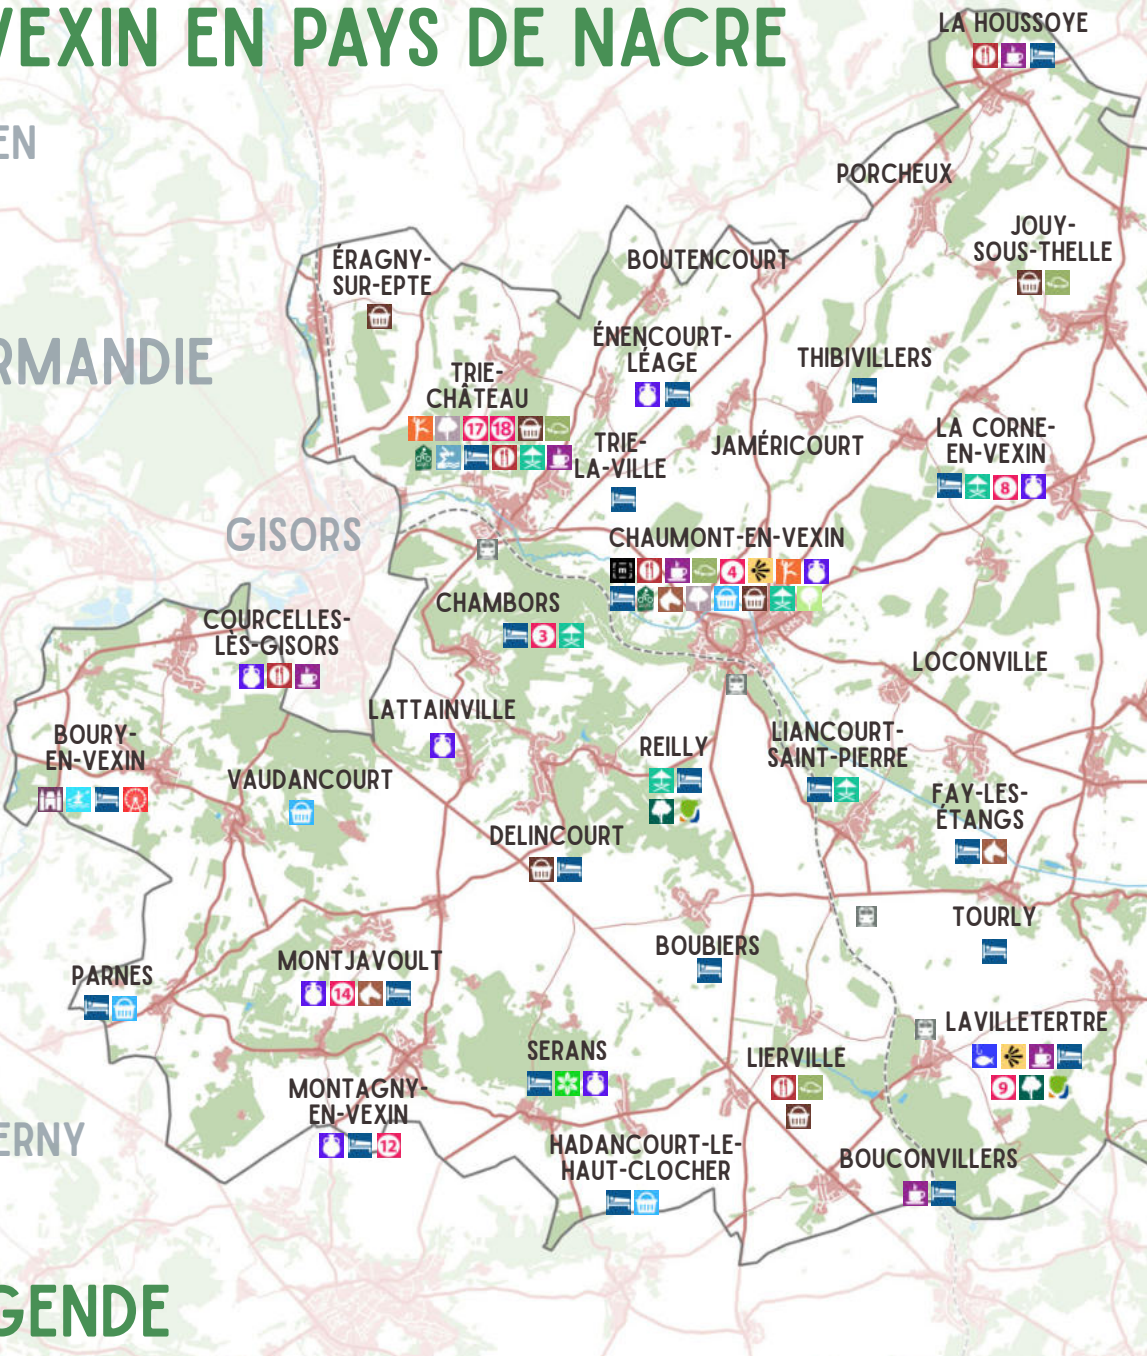 VEXIN EN PAYS DE NACRE
LA HOUSSOYE
EN
PORCHEUX
JOUY-
SOUS-THELLE
ÉRAGNY-
SUR-EPTE
BOUTENCOURT
RMANDIE
ÉNENCOURT-
LÉAGE
THIBIVILLERS
TRIE-
CHÂTEAU
17 18
TRIE-
LA-VILLE
JAMÉRICOURT
LA CORNE-
EN-VEXIN
8
GISORS
CHAUMONT-EN-VEXIN
4
CHAMBORS
3
COURCELLES-
LÈS-GISORS
LOCONVILLE
LATTAINVILLE
BOURY-
EN-VEXIN
REILLY
LIANCOURT-
SAINT-PIERRE
VAUDANCOURT
FAY-LES-
ÉTANGS
DELINCOURT
TOURLY
BOUBIERS
MONTJAVOULT
14
PARNES
LAVILLETERTRE
9
SERANS
LIERVILLE
MONTAGNY-
EN-VEXIN
12
ERNY
HADANCOURT-LE-
HAUT-CLOCHER
BOUCONVILLERS
GENDE